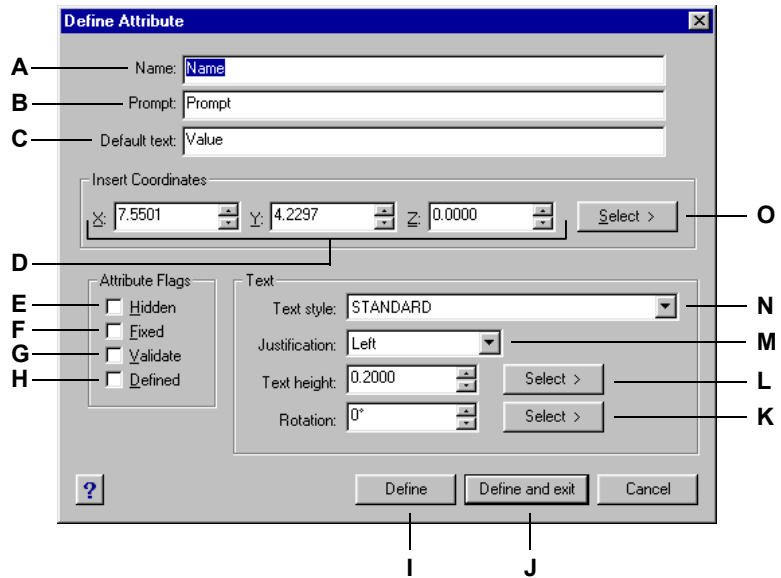 Define Attribute
A Name: Name
B Prompt: Prompt
C Default text: Value
Insert Coordinates
X: 7.5501 Y: 4.2297 Z: 0.0000 Select > O
D
Attribute Flags Text
E Hidden Text style: STANDARD N
F Fixed
G Validate Justification: Left M
H Defined Text height: 0.2000 Select > L
Rotation: 0° Select > K
? Define Define and exit Cancel
I J